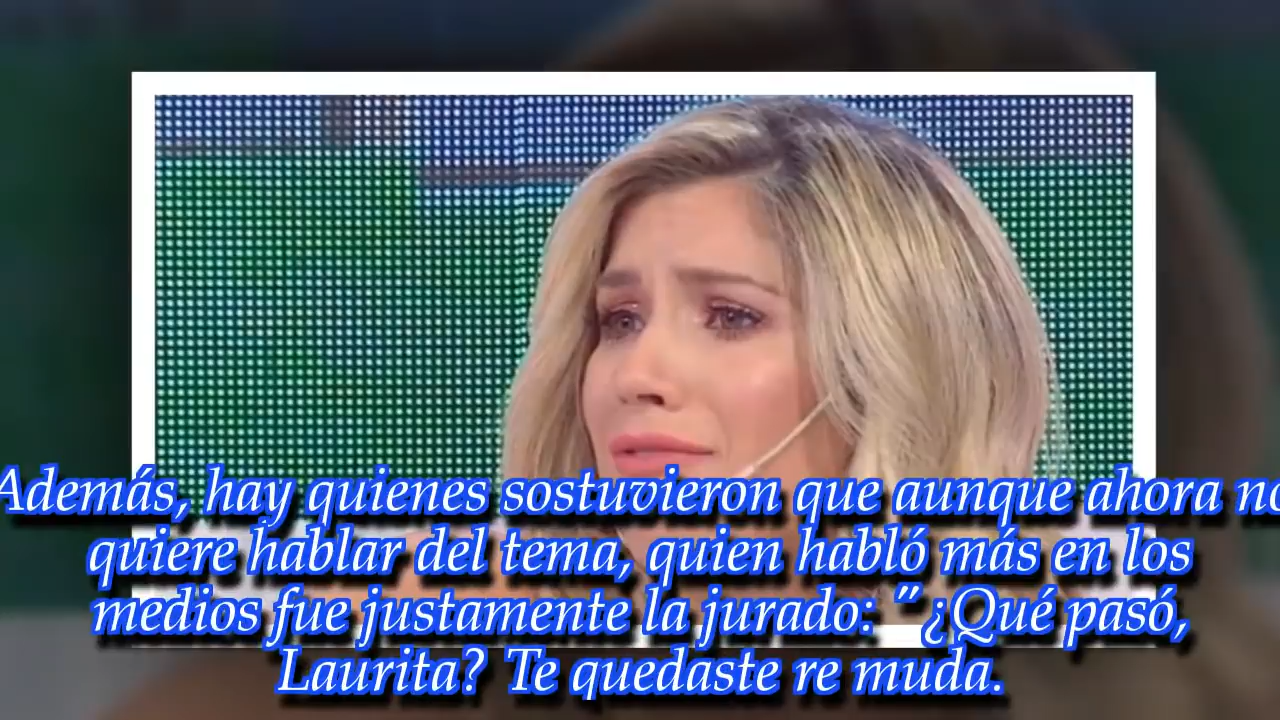 Además, hay quienes sostuvieron que aunque ahora no
quiere hablar del tema, quien habló más en los
medios fue justamente la jurado: "¿Qué pasó,
Laurita? Te quedaste re muda.